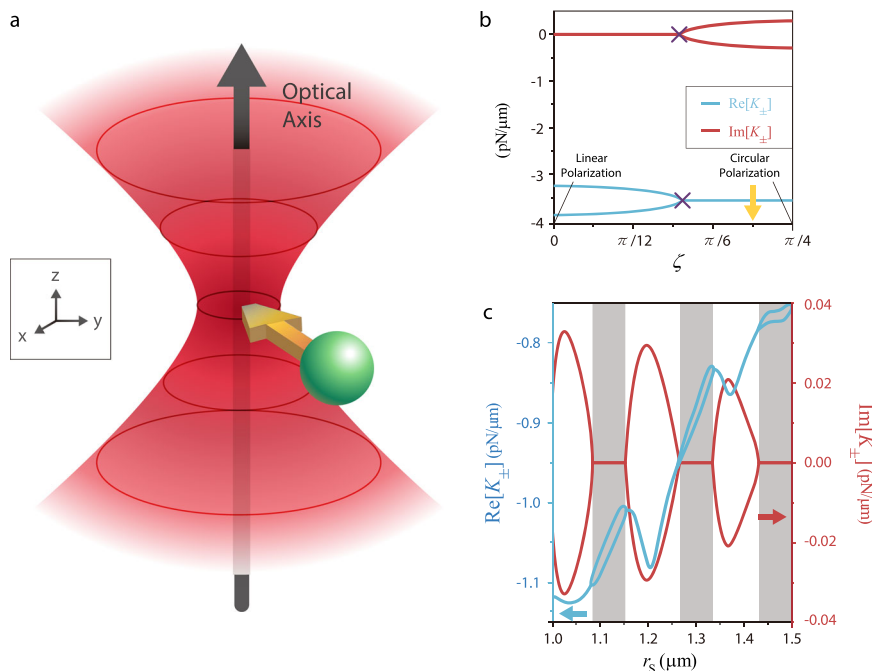 a
Optical
Axis
z
y
x
b
0
-1
-2
-3
-4
(pN/μm)
Re[K±]
Im[K±]
Linear
Polarization
Circular
Polarization
0
π/12
π/6
π/4
ζ
c
-0.8
-0.9
-1.0
-1.1
Re[K±] (pN/μm)
0.04
0.02
0.00
-0.02
-0.04
Im[K±] (pN/μm)
1.0
1.1
1.2
1.3
1.4
1.5
rs (μm)